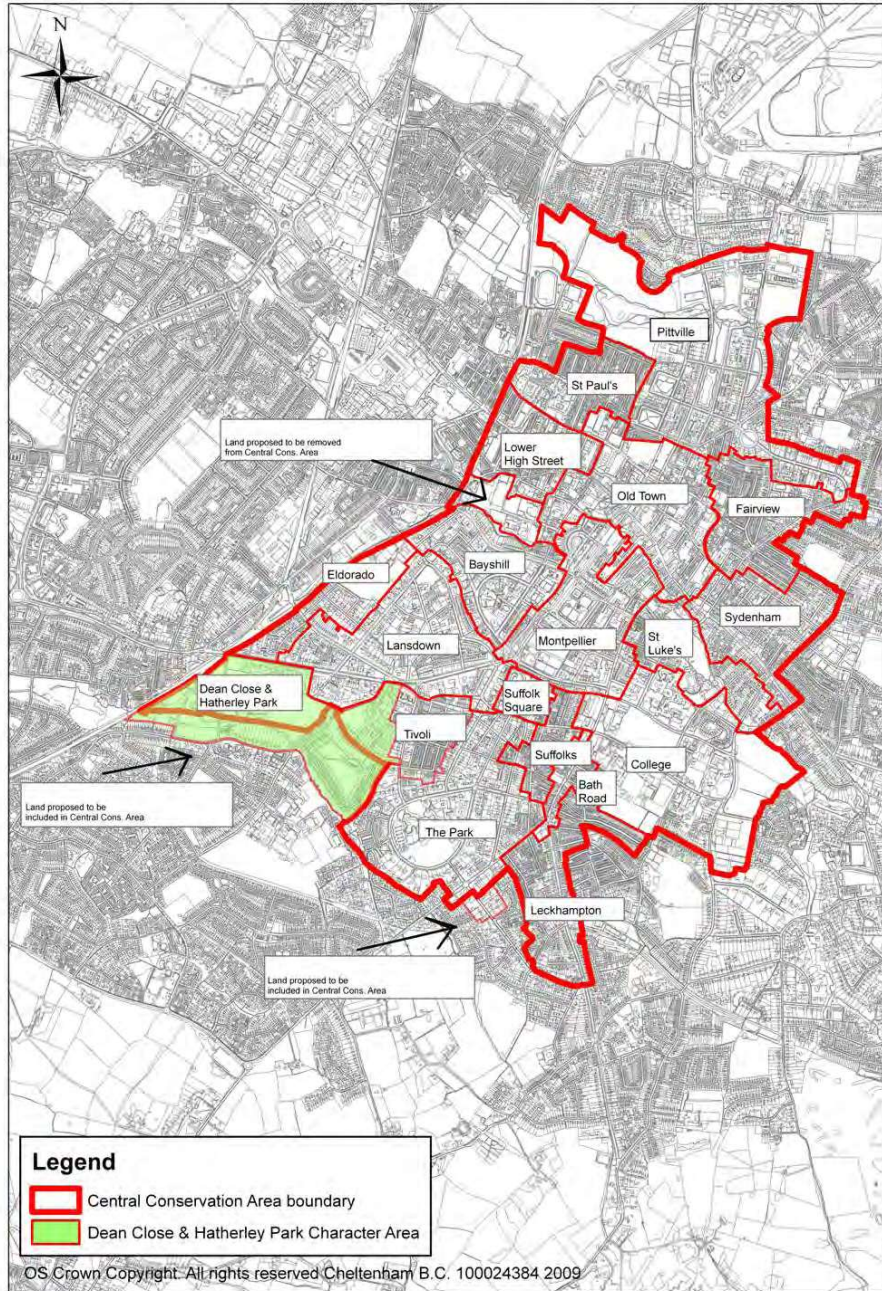 N
Pittville
St Paul's
Land proposed to be removed
from Central Cons. Area
Lower
High Street
Old Town
Fairview
Eldorado
Bayshill
Sydenham
Lansdown
Montpellier
St
Luke's
Dean Close &
Hatherley Park
Suffolk
Square
Tivoli
Suffolks
College
Land proposed to be
included in Central Cons. Area
Bath
Road
The Park
Leckhampton
Land proposed to be
included in Central Cons. Area
Legend
Central Conservation Area boundary
Dean Close & Hatherley Park Character Area
OS Crown Copyright. All rights reserved Cheltenham B.C. 100024384 2009